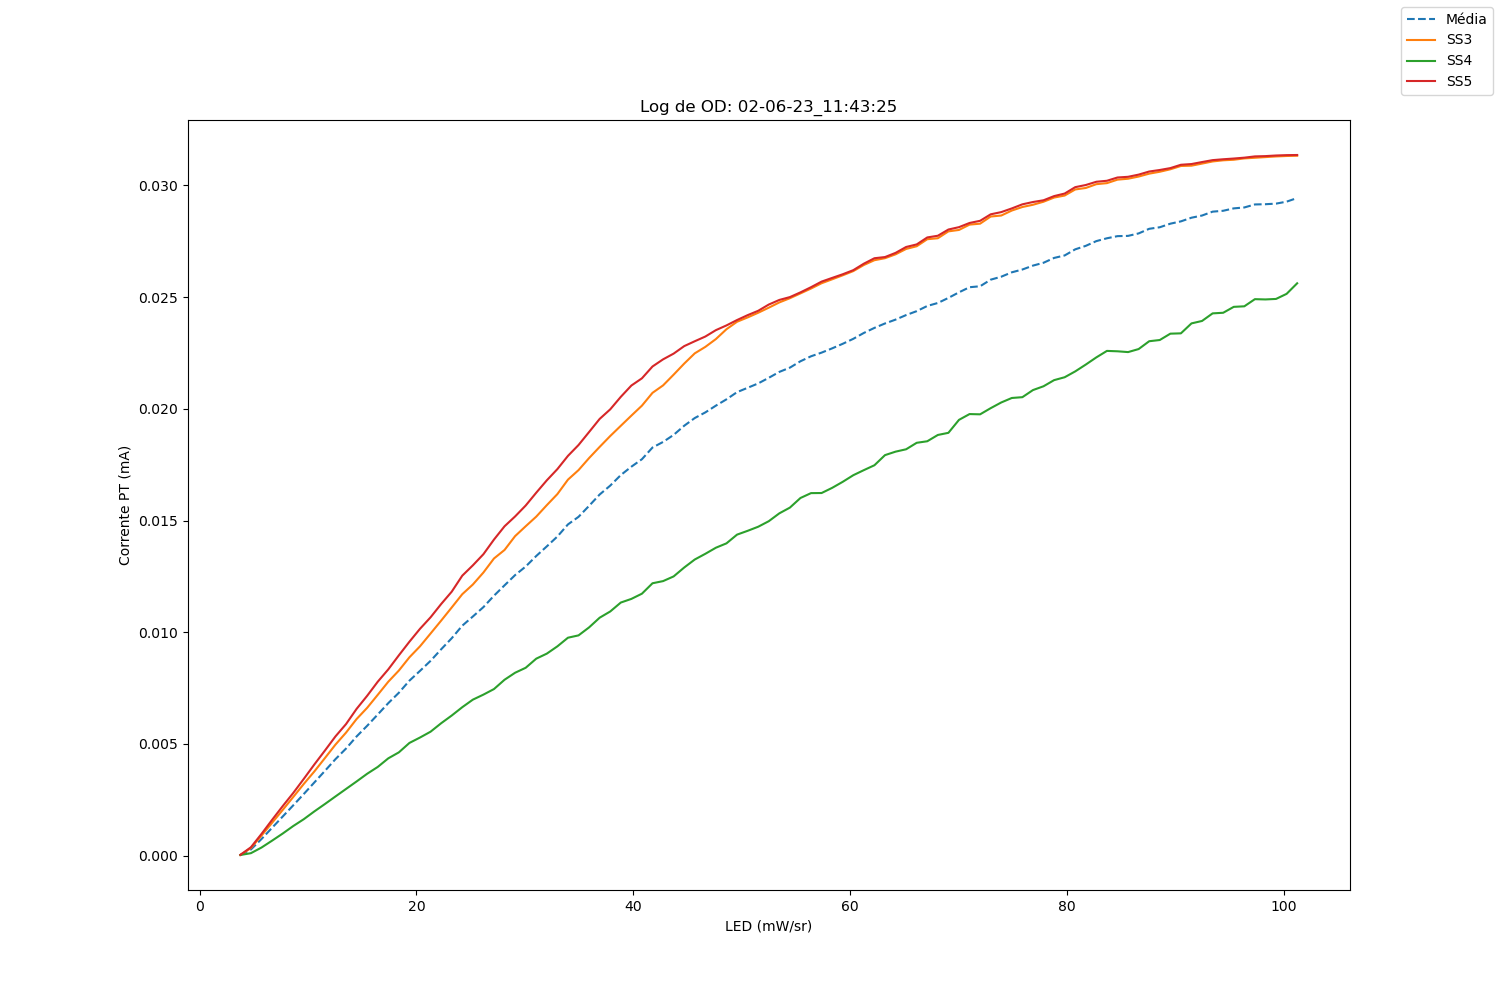 Média
SS3
SS4
SS5
Log de OD: 02-06-23_11:43:25
Corrente PT (mA)
0.030
0.025
0.020
0.015
0.010
0.005
0.000
0 20 40 60 80 100
LED (mW/sr)